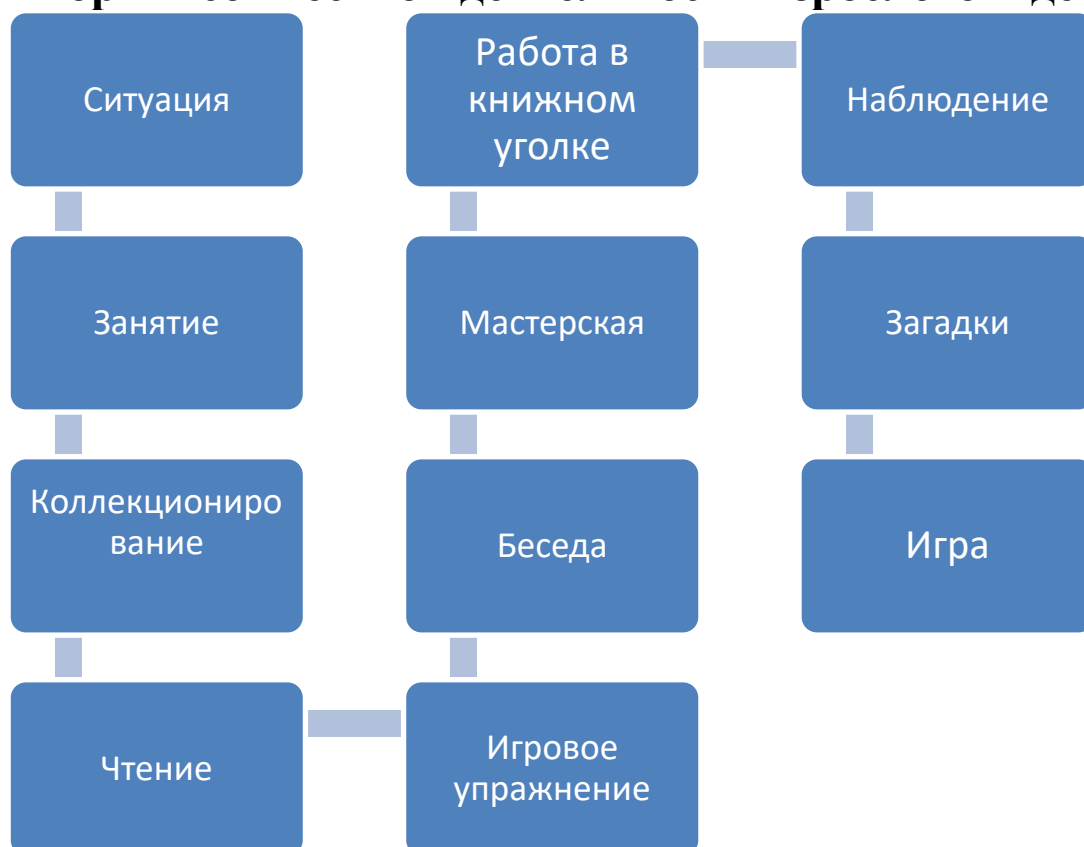 Ситуация
Занятие
Коллекциониро
вание
Чтение
Игровое
упражнение
Беседа
Мастерская
Работа в
книжном
уголке
Наблюдение
Загадки
Игра